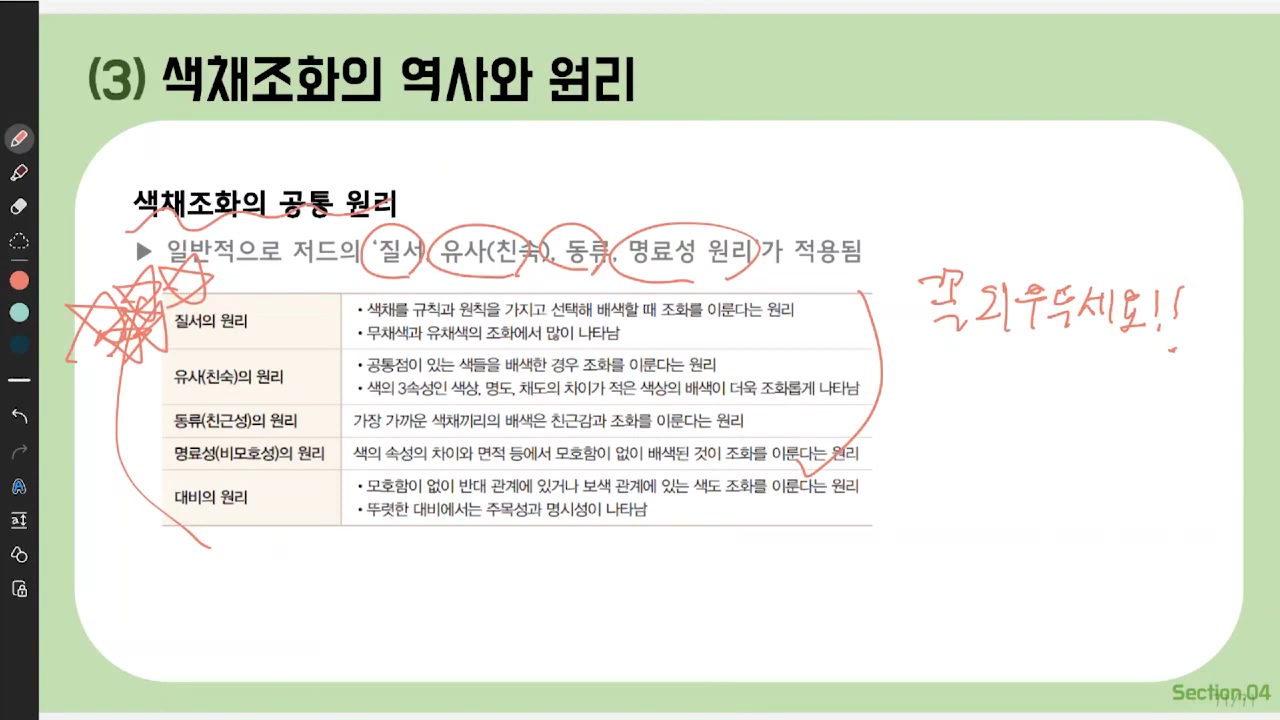 (3) 색채조화의 역사와 원리
색채조화의 공통 원리
▶ 일반적으로 저드의 ‘질서, 유사(친숙), 동류, 명료성 원리’가 적용됨
꼭 외우뚜세요!!
질서의 원리
• 색채를 규칙과 원칙을 가지고 선택해 배색할 때 조화를 이룬다는 원리
• 무채색과 유채색의 조화에서 많이 나타남
유사(친숙)의 원리
• 공통점이 있는 색들을 배색한 경우 조화를 이룬다는 원리
• 색의 3속성인 색상, 명도, 채도의 차이가 적은 색상의 배색이 더욱 조화롭게 나타남
동류(친근성)의 원리
가장 가까운 색채끼리의 배색은 친근감과 조화를 이룬다는 원리
명료성(비모호성)의 원리
색의 속성의 차이와 면적 등에서 모호함이 없이 배색된 것이 조화를 이룬다는 원리
대비의 원리
• 모호함이 없이 반대 관계에 있거나 보색 관계에 있는 색도 조화를 이룬다는 원리
• 뚜렷한 대비에서는 주목성과 명시성이 나타남
Section.04